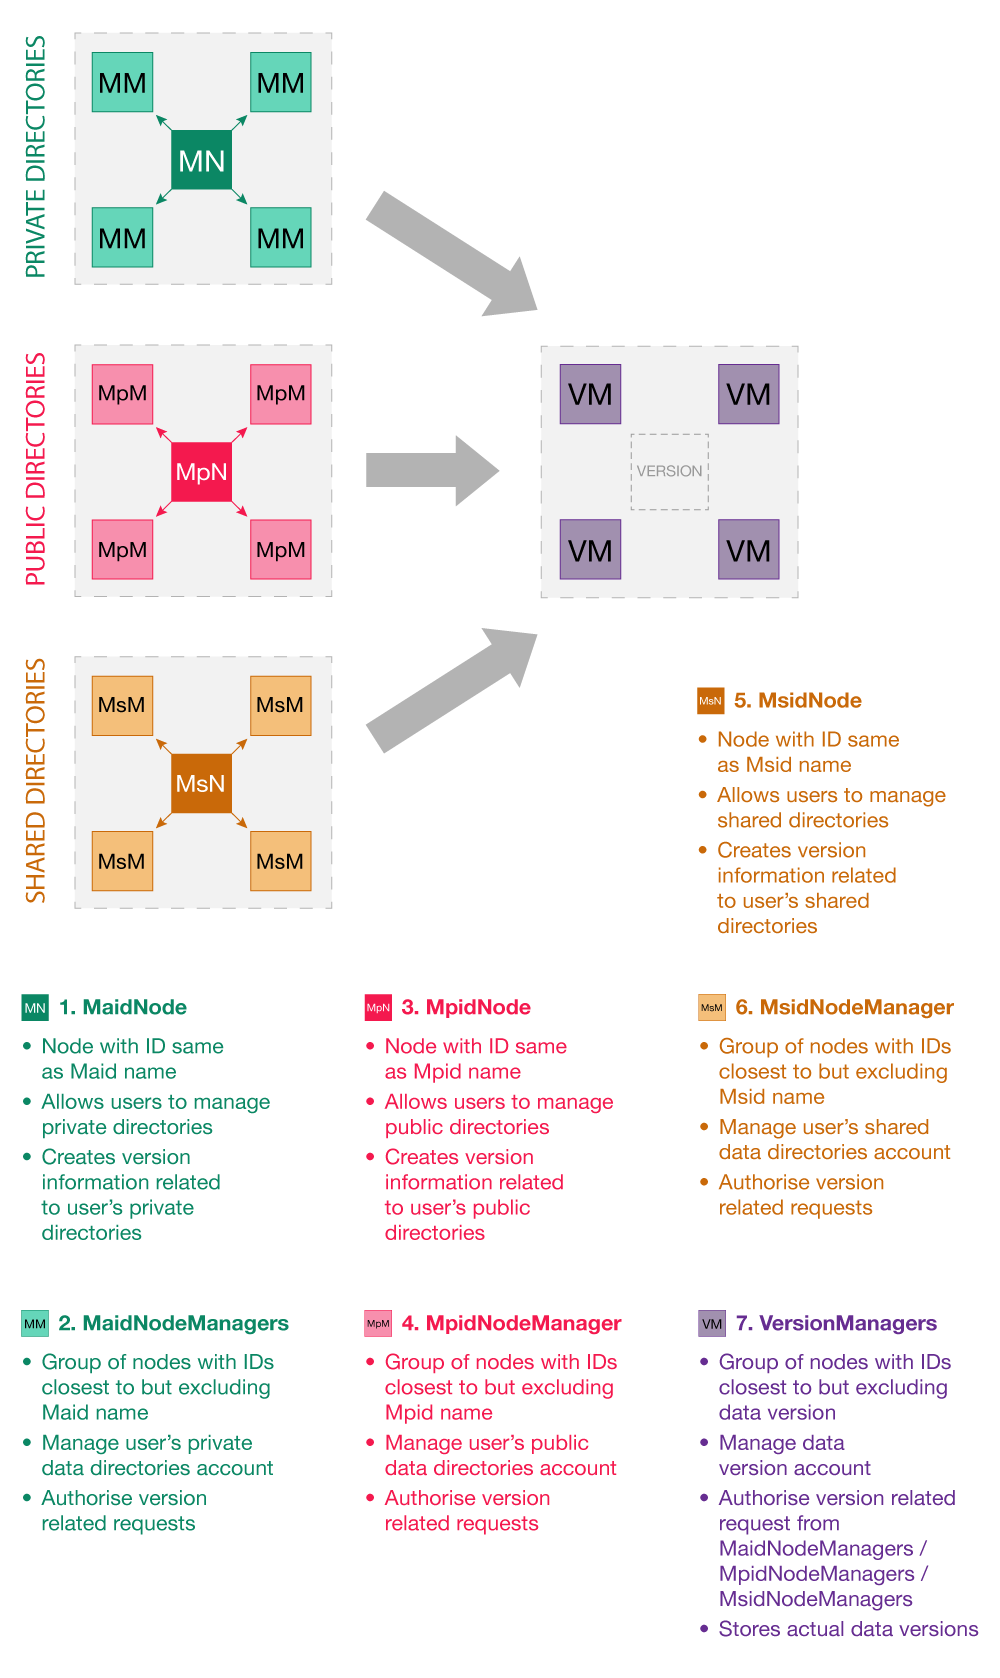 PRIVATE DIRECTORIES
MM
MM
MN
MM
MM
PUBLIC DIRECTORIES
MpM
MpM
MpN
MpM
MpM
VM
VM
VERSION
VM
VM
SHARED DIRECTORIES
MsM
MsM
MsN
MsM
MsM
MsN 5. MsidNode
• Node with ID same
as Msid name
• Allows users to manage
shared directories
• Creates version
information related
to user's shared
directories
MN 1. MaidNode
• Node with ID same
as Maid name
• Allows users to manage
private directories
• Creates version
information related
to user's private
directories
MpN 3. MpidNode
• Node with ID same
as Mpid name
• Allows users to manage
public directories
• Creates version
information related
to user's public
directories
MsM 6. MsidNodeManager
• Group of nodes with IDs
closest to but excluding
Msid name
• Manage user's shared
data directories account
• Authorise version
related requests
MM 2. MaidNodeManagers
• Group of nodes with IDs
closest to but excluding
Maid name
• Manage user's private
data directories account
• Authorise version
related requests
MpM 4. MpidNodeManager
• Group of nodes with IDs
closest to but excluding
Mpid name
• Manage user's public
data directories account
• Authorise version
related requests
VM 7. VersionManagers
• Group of nodes with IDs
closest to but excluding
data version
• Manage data
version account
• Authorise version related
request from
MaidNodeManagers /
MpidNodeManagers /
MsidNodeManagers
• Stores actual data versions